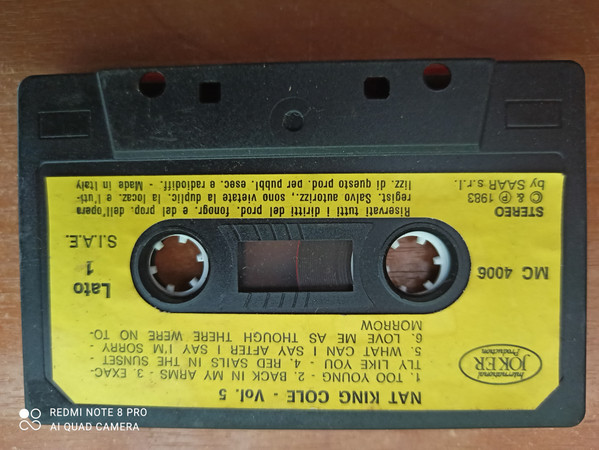 NAT KING COLE - Vol. 5
1. TOO YOUNG - 2. BACK IN MY ARMS - 3. EXAC-
TLY LIKE YOU - 4. RED SAILS IN THE SUNSET -
5. WHAT CAN I SAY AFTER I SAY I'M SORRY
6. LOVE ME AS THOUGH THERE WERE NO TO-
MORROW
International
JOKER
Production
MC 4006
Lato
1
S.I.A.E.
STEREO
© & ℗ 1983
by SAAR s.r.l.
Riservati tutti i diritti del prod. fonogr. e del prop. dell'opera
regist. Salvo autorizz., sono vietate la duplic. la locaz. e l'uti-
lizz. di questo prod. per pubbl. esec. e radiodiff. - Made in Italy
REDMI NOTE 8 PRO
AI QUAD CAMERA